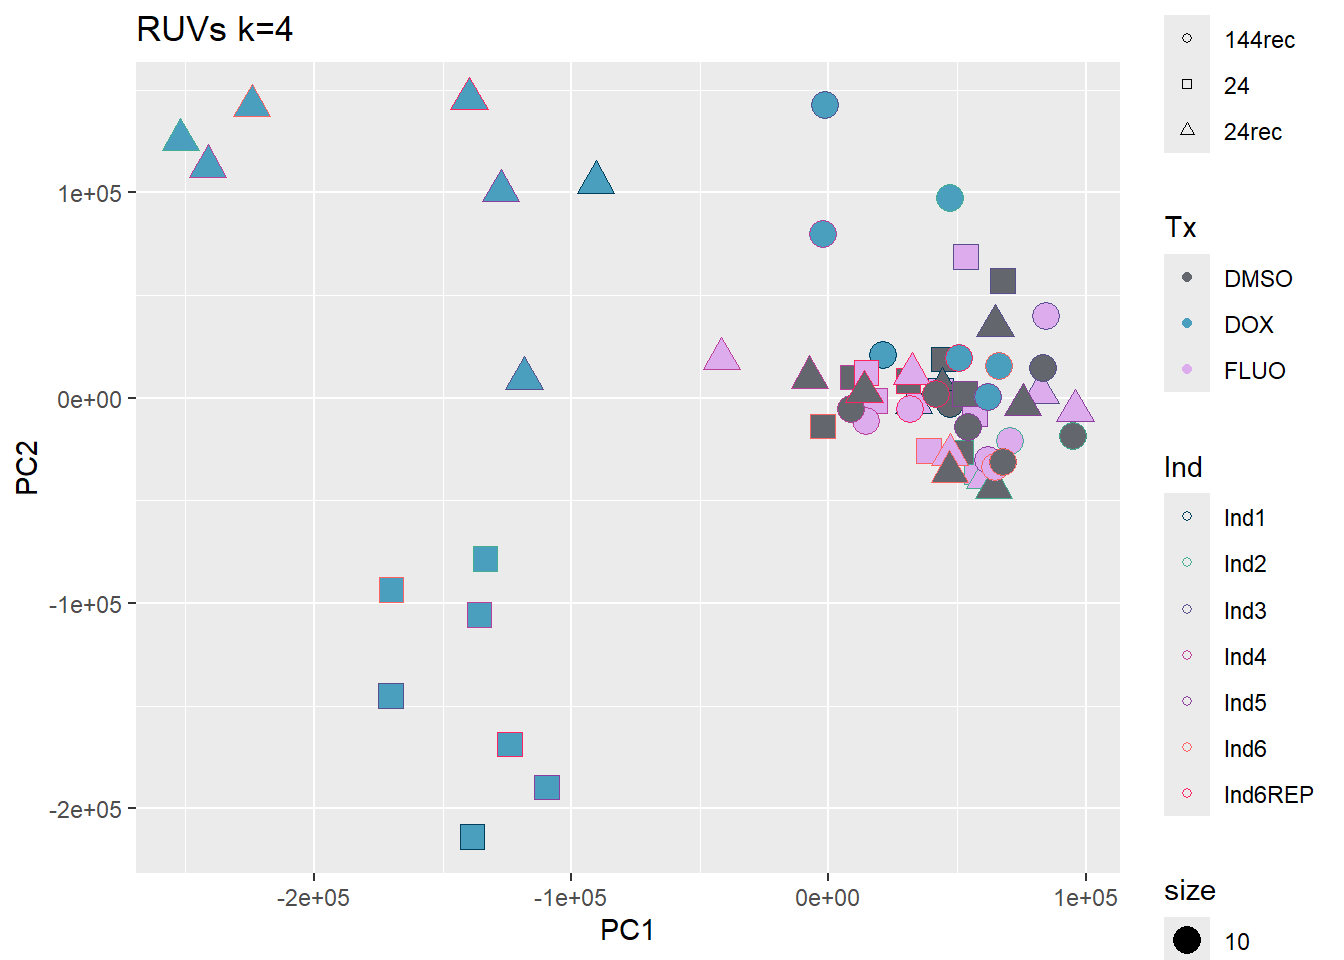 RUVs k=4
1e+05
0e+00
-1e+05
-2e+05
PC2
-2e+05
-1e+05
0e+00
1e+05
PC1
144rec
24
24rec
Tx
DMSO
DOX
FLUO
Ind
Ind1
Ind2
Ind3
Ind4
Ind5
Ind6
Ind6REP
size
10